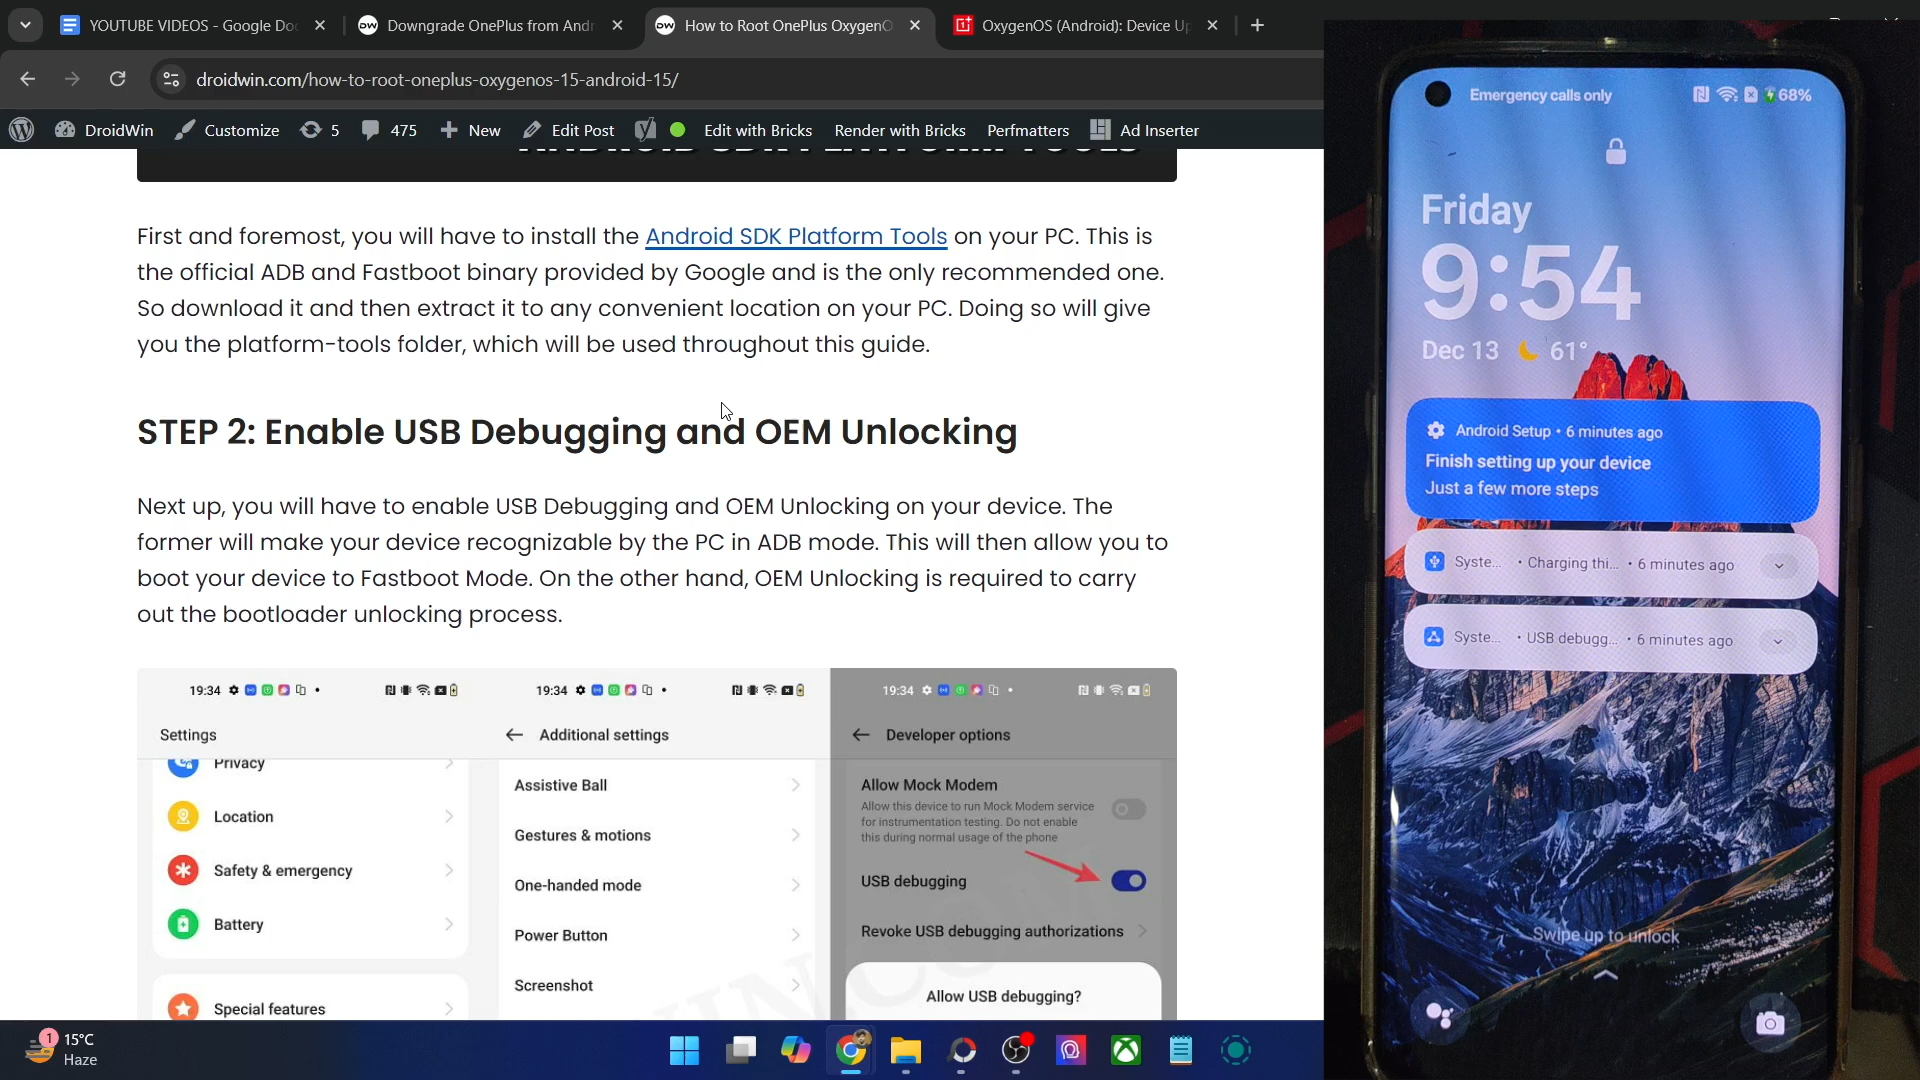 YOUTUBE VIDEOS - Google Doc
Downgrade OnePlus from Andr
How to Root OnePlus OxygenO
OxygenOS (Android): Device Up
droidwin.com/how-to-root-oneplus-oxygenos-15-android-15/
DroidWin
Customize
5
475
New
Edit Post
Edit with Bricks
Render with Bricks
Perfmatters
Ad Inserter
ANDROID SDK PLATFORM TOOLS
First and foremost, you will have to install the Android SDK Platform Tools on your PC. This is
the official ADB and Fastboot binary provided by Google and is the only recommended one.
So download it and then extract it to any convenient location on your PC. Doing so will give
you the platform-tools folder, which will be used throughout this guide.
STEP 2: Enable USB Debugging and OEM Unlocking
Next up, you will have to enable USB Debugging and OEM Unlocking on your device. The
former will make your device recognizable by the PC in ADB mode. This will then allow you to
boot your device to Fastboot Mode. On the other hand, OEM Unlocking is required to carry
out the bootloader unlocking process.
19:34
Settings
Privacy
Location
Safety & emergency
Battery
Special features
19:34
Additional settings
Assistive Ball
Gestures & motions
One-handed mode
Power Button
Screenshot
19:34
Developer options
Allow Mock Modem
Allow this device to run Mock Modem service
for instrumentation testing. Do not enable
this during normal usage of the phone
USB debugging
Revoke USB debugging authorizations
Allow USB debugging?
1
15°C
Haze
Emergency calls only
68%
Friday
9:54
Dec 13 61°
Android Setup • 6 minutes ago
Finish setting up your device
Just a few more steps
Syste... • Charging thi... • 6 minutes ago
Syste... • USB debugg... • 6 minutes ago
Swipe up to unlock